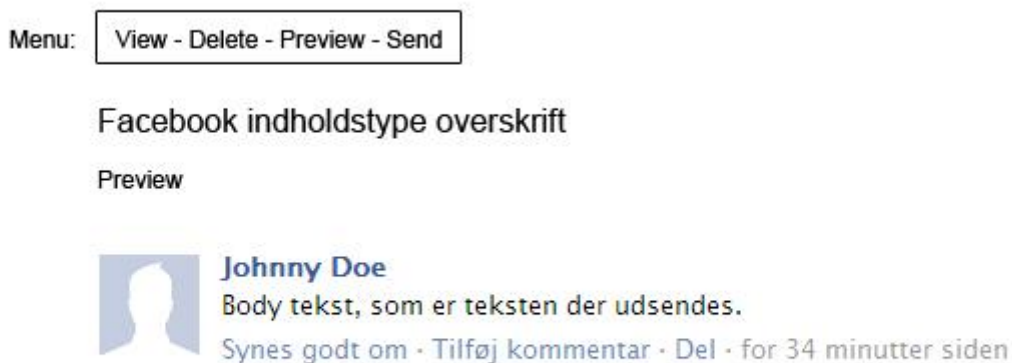 Menu: View - Delete - Preview - Send
Facebook indholdstype overskrift
Preview
Johnny Doe
Body tekst, som er teksten der udsendes.
Synes godt om · Tilføj kommentar · Del · for 34 minutter siden